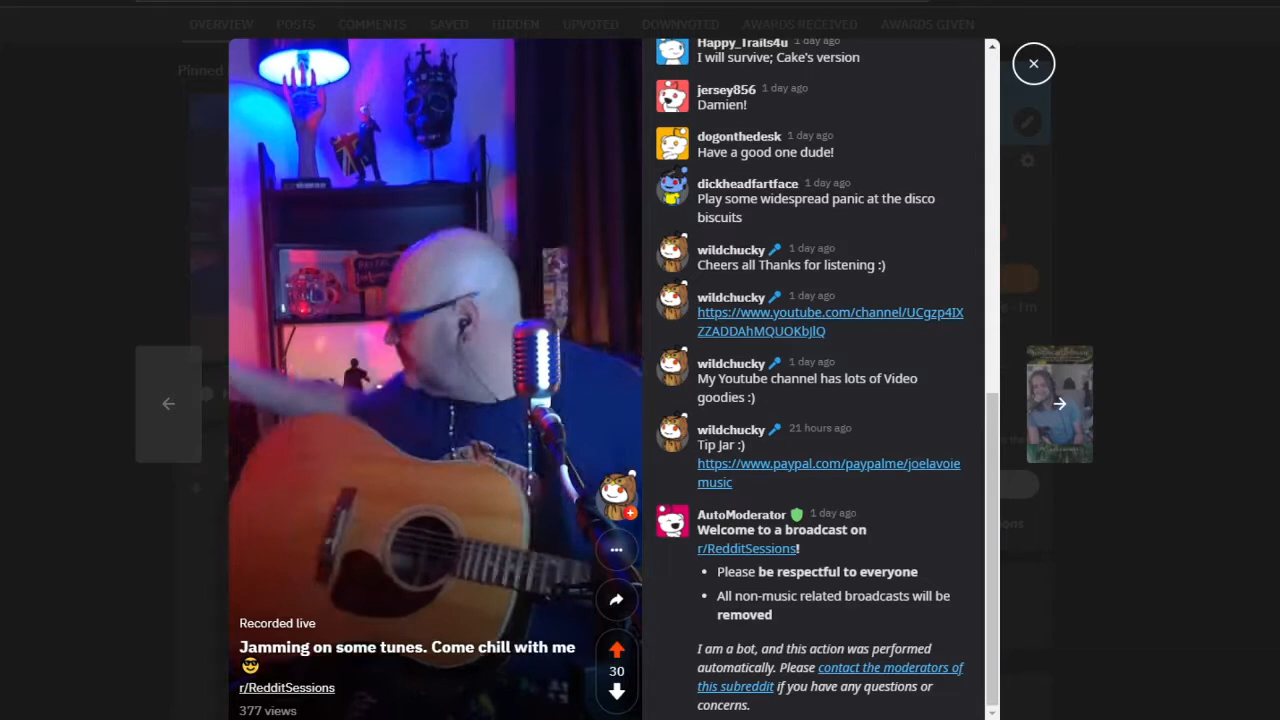 OVERVIEW POSTS COMMENTS SAVED HIDDEN UPVOTED DOWNVOTED AWARDS RECEIVED AWARDS GIVEN
Pinned
Happy_Trails4u 1 day ago
I will survive; Cake's version
jersey856 1 day ago
Damien!
dogonthedesk 1 day ago
Have a good one dude!
dickheadfartface 1 day ago
Play some widespread panic at the disco
biscuits
wildchucky 1 day ago
Cheers all Thanks for listening :)
wildchucky 1 day ago
https://www.youtube.com/channel/UCgzp4IX
ZZADDAhMQUOKbJlQ
wildchucky 1 day ago
My Youtube channel has lots of Video
goodies :)
wildchucky 21 hours ago
Tip Jar :)
https://www.paypal.com/paypalme/joelavoie
music
AutoModerator 1 day ago
Welcome to a broadcast on
r/RedditSessions!
• Please be respectful to everyone
• All non-music related broadcasts will be
removed
I am a bot, and this action was performed
automatically. Please contact the moderators of
this subreddit if you have any questions or
concerns.
Recorded live
Jamming on some tunes. Come chill with me
😎
r/RedditSessions
377 views
30